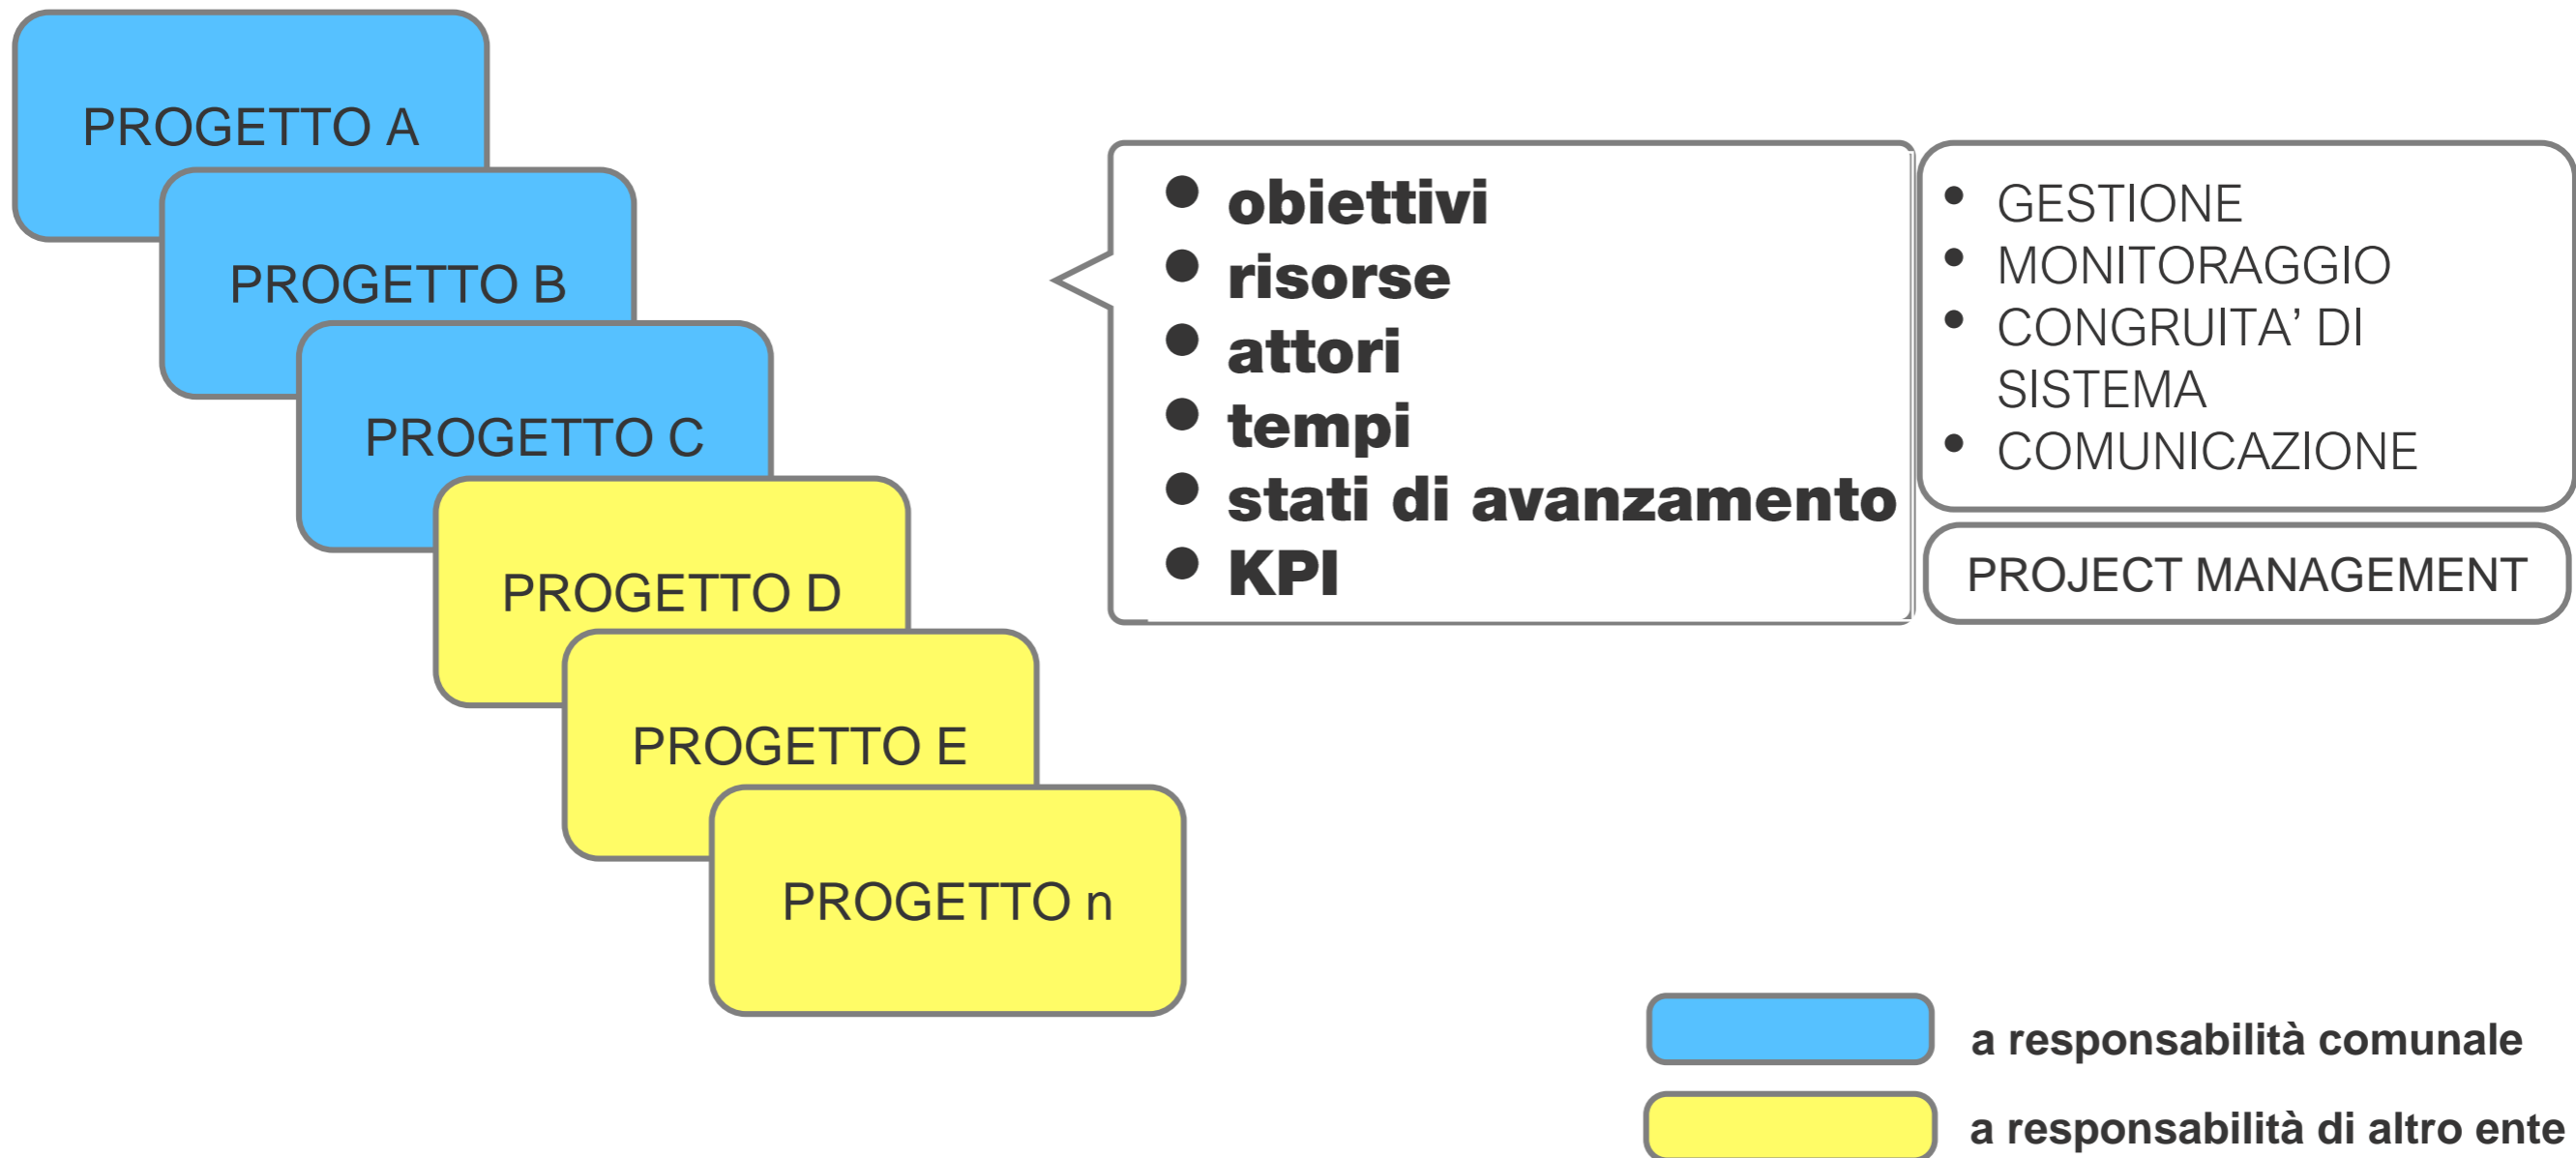 PROGETTO A
PROGETTO B
PROGETTO C
PROGETTO D
PROGETTO E
PROGETTO n
• obiettivi
• risorse
• attori
• tempi
• stati di avanzamento
• KPI
• GESTIONE
• MONITORAGGIO
• CONGRUITA’ DI
SISTEMA
• COMUNICAZIONE
PROJECT MANAGEMENT
a responsabilità comunale
a responsabilità di altro ente